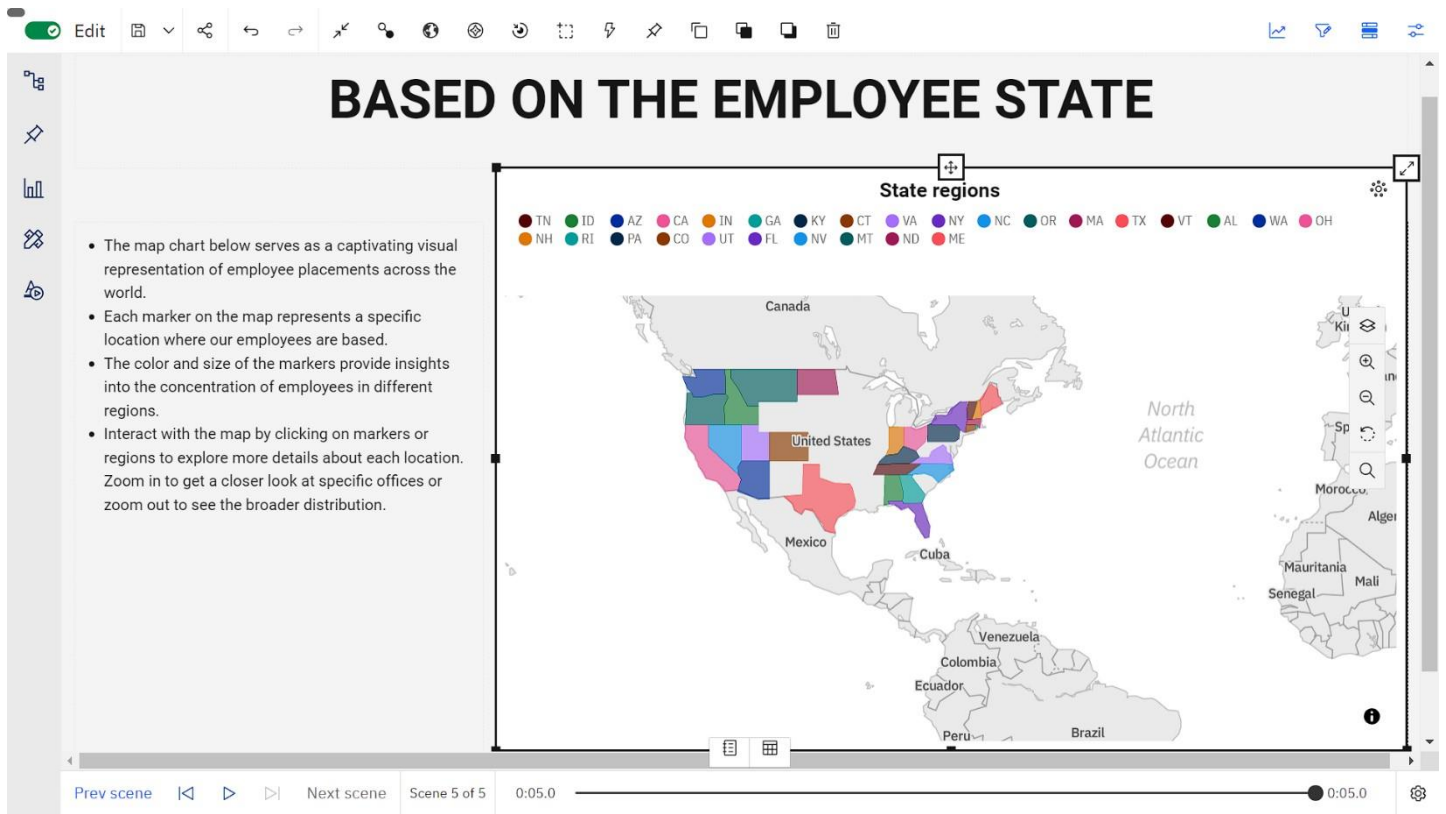 Edit
BASED ON THE EMPLOYEE STATE
• The map chart below serves as a captivating visual
representation of employee placements across the
world.
• Each marker on the map represents a specific
location where our employees are based.
• The color and size of the markers provide insights
into the concentration of employees in different
regions.
• Interact with the map by clicking on markers or
regions to explore more details about each location.
Zoom in to get a closer look at specific offices or
zoom out to see the broader distribution.
State regions
TN ID AZ CA IN GA KY CT VA NY NC OR MA TX VT AL WA OH
NH RI PA CO UT FL NV MT ND ME
Canada
United States
North
Atlantic
Ocean
Mexico
Cuba
Venezuela
Colombia
Ecuador
Peru
Brazil
U
Ki
an
Sp
Morocco
Alger
Mauritania
Mali
Senegal
Prev scene Next scene Scene 5 of 5 0:05.0 0:05.0